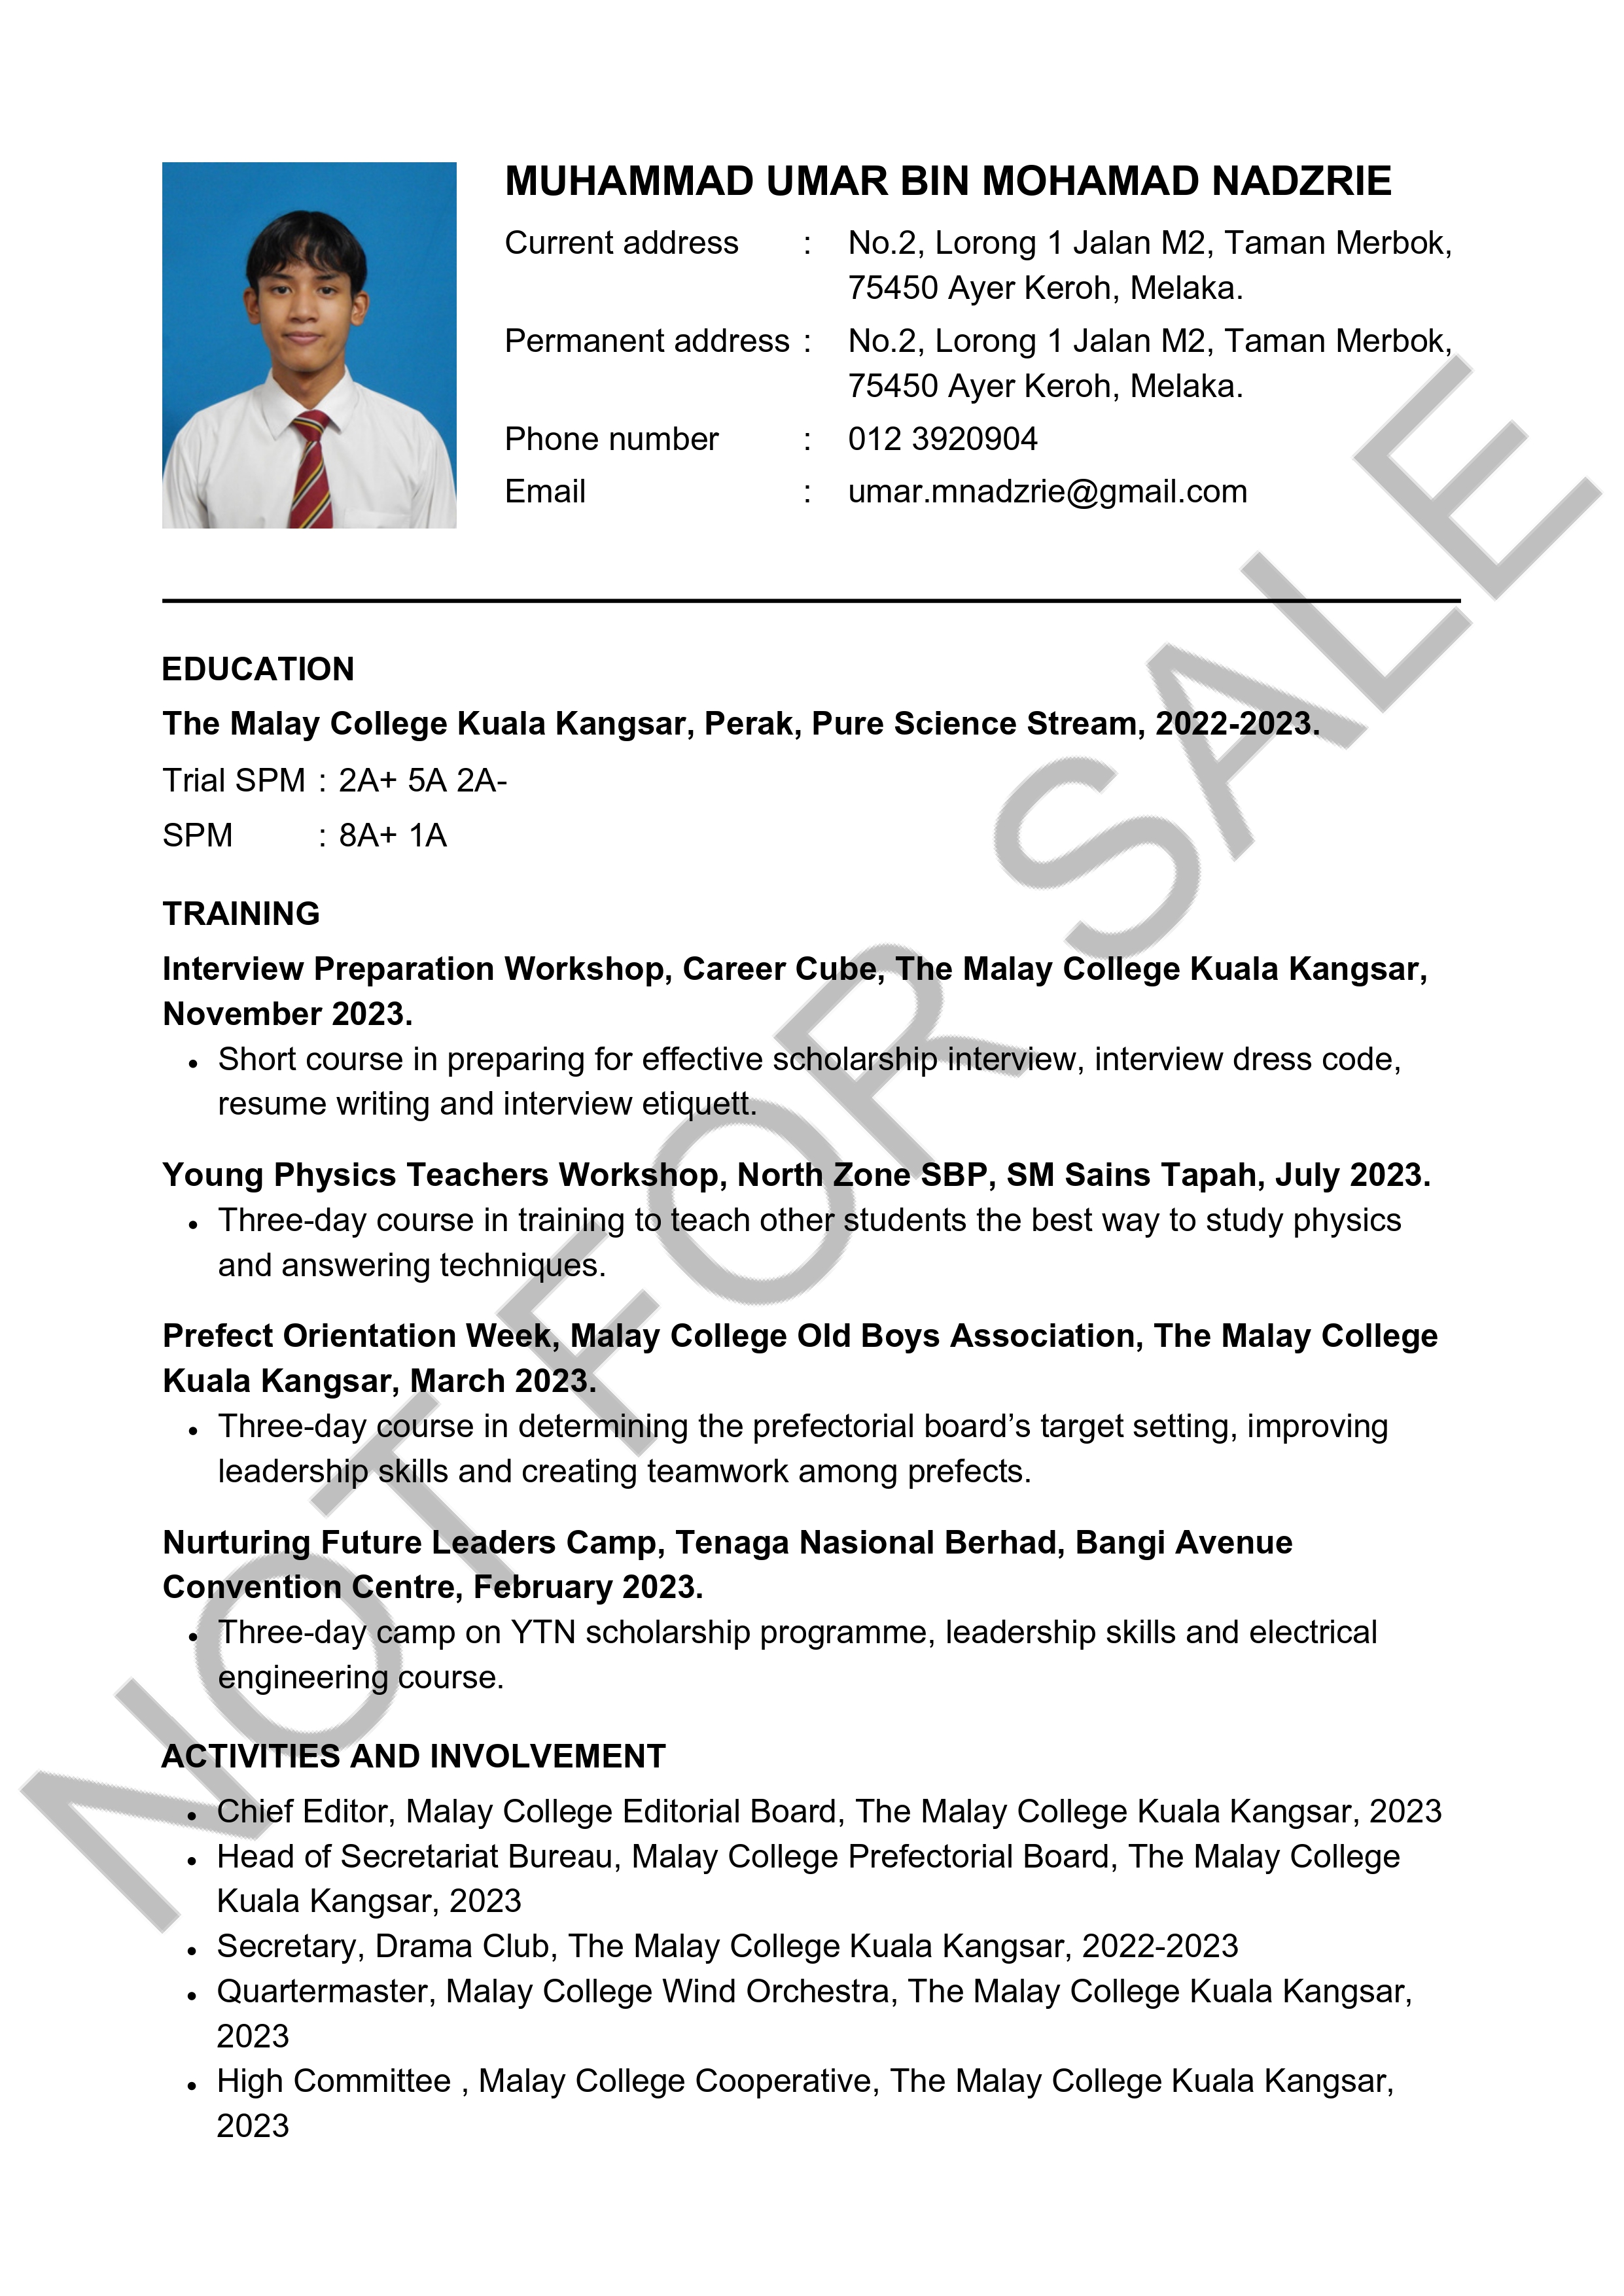 MUHAMMAD UMAR BIN MOHAMAD NADZRIE
Current address : No.2, Lorong 1 Jalan M2, Taman Merbok,
75450 Ayer Keroh, Melaka.
Permanent address : No.2, Lorong 1 Jalan M2, Taman Merbok,
75450 Ayer Keroh, Melaka.
Phone number : 012 3920904
Email : umar.mnadzrie@gmail.com
EDUCATION
The Malay College Kuala Kangsar, Perak, Pure Science Stream, 2022-2023.
Trial SPM : 2A+ 5A 2A-
SPM : 8A+ 1A
TRAINING
Interview Preparation Workshop, Career Cube, The Malay College Kuala Kangsar,
November 2023.
• Short course in preparing for effective scholarship interview, interview dress code,
resume writing and interview etiquett.
Young Physics Teachers Workshop, North Zone SBP, SM Sains Tapah, July 2023.
• Three-day course in training to teach other students the best way to study physics
and answering techniques.
Prefect Orientation Week, Malay College Old Boys Association, The Malay College
Kuala Kangsar, March 2023.
• Three-day course in determining the prefectorial board’s target setting, improving
leadership skills and creating teamwork among prefects.
Nurturing Future Leaders Camp, Tenaga Nasional Berhad, Bangi Avenue
Convention Centre, February 2023.
• Three-day camp on YTN scholarship programme, leadership skills and electrical
engineering course.
ACTIVITIES AND INVOLVEMENT
• Chief Editor, Malay College Editorial Board, The Malay College Kuala Kangsar, 2023
• Head of Secretariat Bureau, Malay College Prefectorial Board, The Malay College
Kuala Kangsar, 2023
• Secretary, Drama Club, The Malay College Kuala Kangsar, 2022-2023
• Quartermaster, Malay College Wind Orchestra, The Malay College Kuala Kangsar,
2023
• High Committee , Malay College Cooperative, The Malay College Kuala Kangsar,
2023
NOT FOR SALE